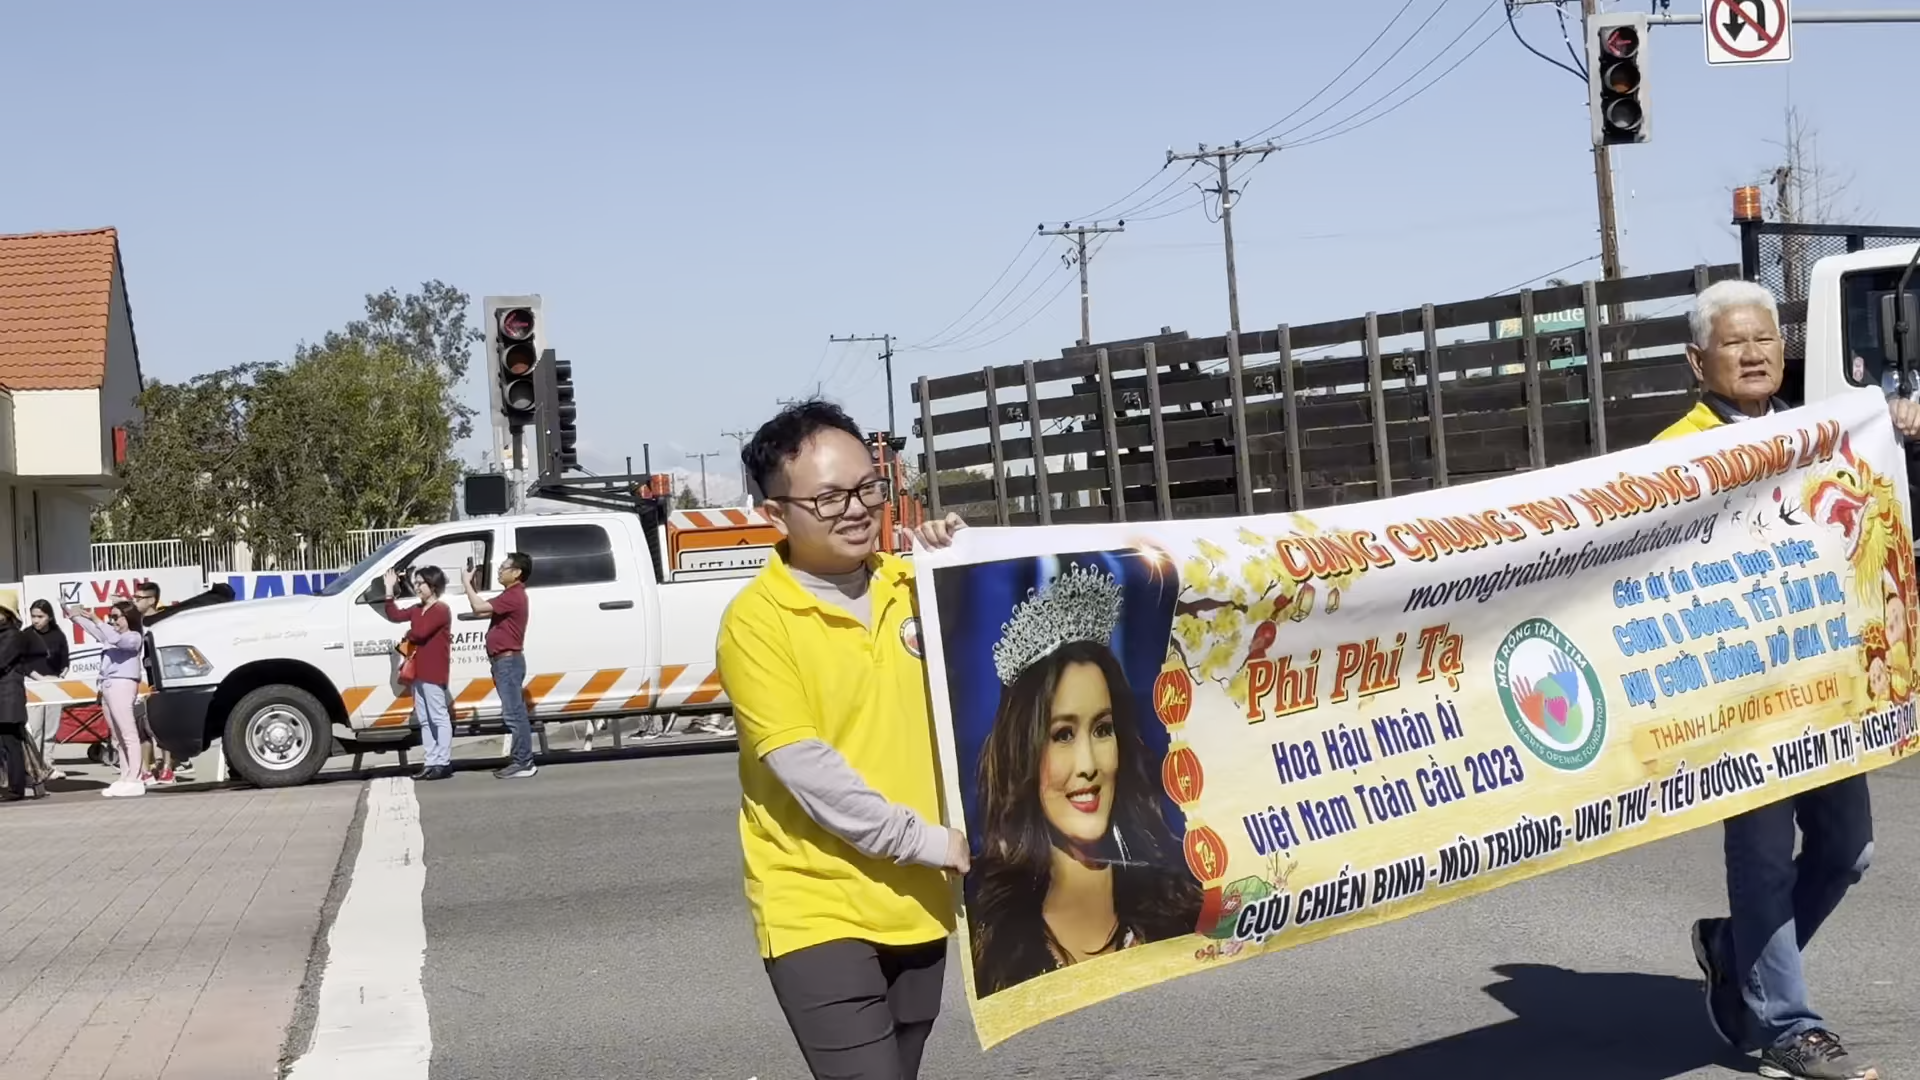 CÙNG CHUNG TAY HƯỚNG TƯƠNG LAI
morongtraitimfoundation.org
Phi Phi Tạ
Hoa Hậu Nhân Ái
Việt Nam Toàn Cầu 2023
MỞ RỘNG TRÁI TIM
HEARTS OPENING FOUNDATION
Các dự án đang thực hiện:
CƠM 0 ĐỒNG, TẾT ẤM NO,
NỤ CƯỜI HỒNG, VÔ GIA CƯ...
THÀNH LẬP VỚI 6 TIÊU CHÍ
CỰU CHIẾN BINH - MÔI TRƯỜNG - UNG THƯ - TIỂU ĐƯỜNG - KHIẾM THỊ - NGHÈO
VAN
ORANG
LEFT LANE